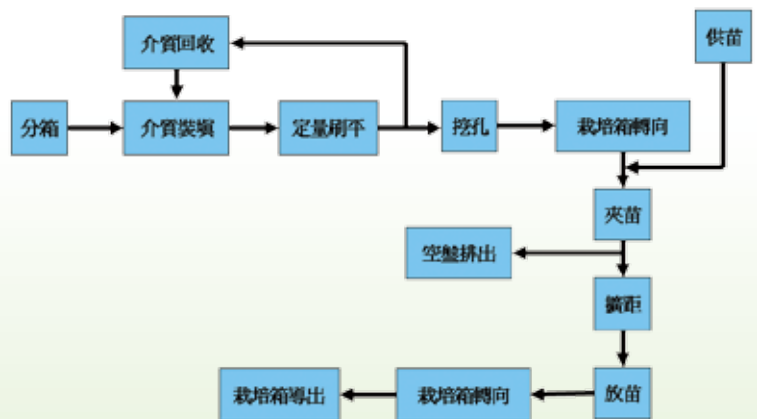 介質回收
供苗
分箱
介質裝填
定量刷平
挖孔
栽培箱轉向
夾苗
空盤排出
擴距
栽培箱導出
栽培箱轉向
放苗